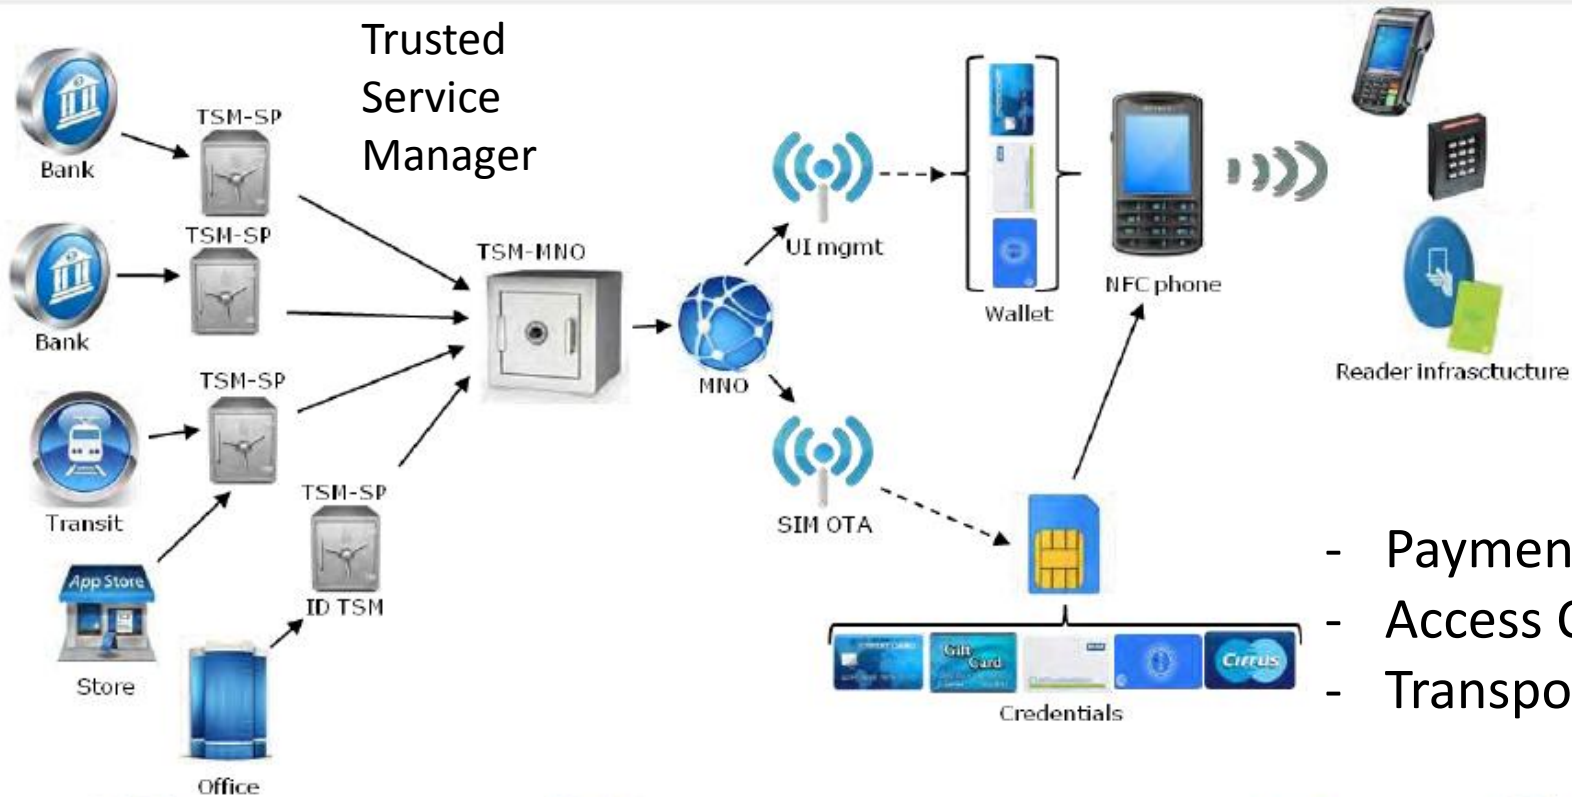 Trusted
Service
Manager
Bank
TSM-SP
Bank
TSM-SP
TSM-MNO
Transit
TSM-SP
App Store
Store
TSM-SP
ID TSM
Office
MNO
UI mgmt
SIM OTA
Wallet
NFC phone
Reader infrasctucture
Gift
Card
Cirrus
Credentials
- Paymen
- Access C
- Transpo